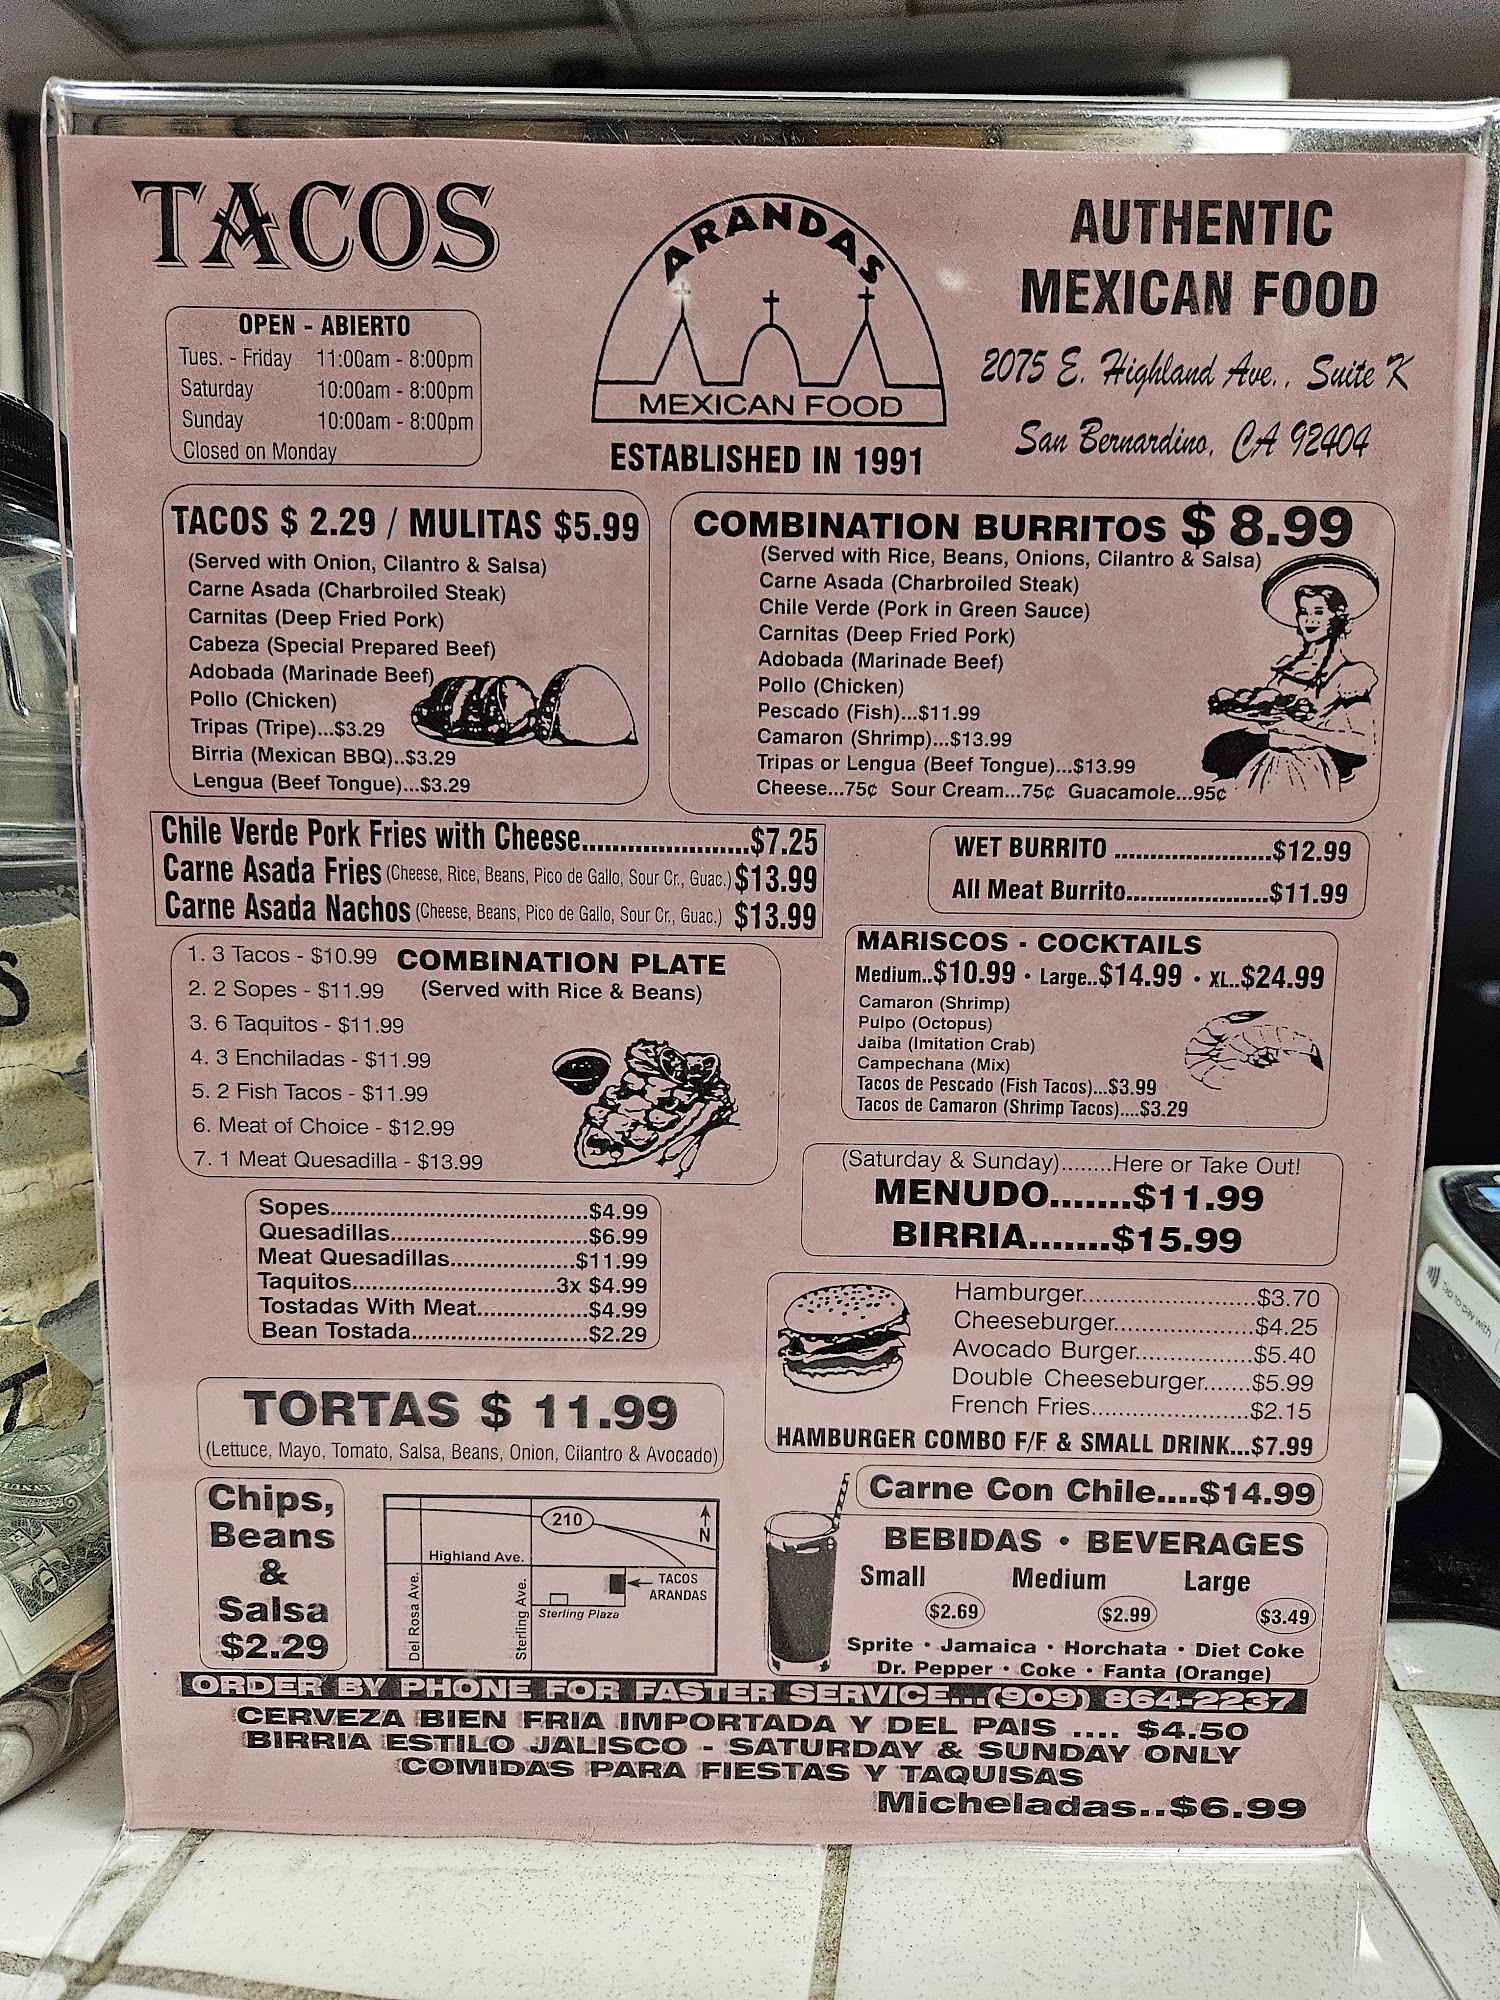 TACOS
OPEN - ABIERTO
Tues. - Friday 11:00am - 8:00pm
Saturday 10:00am - 8:00pm
Sunday 10:00am - 8:00pm
Closed on Monday
ARANDAS
MEXICAN FOOD
ESTABLISHED IN 1991
AUTHENTIC
MEXICAN FOOD
2075 E. Highland Ave., Suite K
San Bernardino, CA 92404
TACOS $ 2.29 / MULITAS $5.99
(Served with Onion, Cilantro & Salsa)
Carne Asada (Charbroiled Steak)
Carnitas (Deep Fried Pork)
Cabeza (Special Prepared Beef)
Adobada (Marinade Beef)
Pollo (Chicken)
Tripas (Tripe)...$3.29
Birria (Mexican BBQ)..$3.29
Lengua (Beef Tongue)...$3.29
COMBINATION BURRITOS $ 8.99
(Served with Rice, Beans, Onions, Cilantro & Salsa)
Carne Asada (Charbroiled Steak)
Chile Verde (Pork in Green Sauce)
Carnitas (Deep Fried Pork)
Adobada (Marinade Beef)
Pollo (Chicken)
Pescado (Fish)...$11.99
Camaron (Shrimp)...$13.99
Tripas or Lengua (Beef Tongue)...$13.99
Cheese...75¢ Sour Cream...75¢ Guacamole...95¢
Chile Verde Pork Fries with Cheese.......................$7.25
Carne Asada Fries (Cheese, Rice, Beans, Pico de Gallo, Sour Cr., Guac.) $13.99
Carne Asada Nachos (Cheese, Beans, Pico de Gallo, Sour Cr., Guac.) $13.99
WET BURRITO .......................$12.99
All Meat Burrito.....................$11.99
COMBINATION PLATE
(Served with Rice & Beans)
1. 3 Tacos - $10.99
2. 2 Sopes - $11.99
3. 6 Taquitos - $11.99
4. 3 Enchiladas - $11.99
5. 2 Fish Tacos - $11.99
6. Meat of Choice - $12.99
7. 1 Meat Quesadilla - $13.99
MARISCOS - COCKTAILS
Medium..$10.99 • Large..$14.99 • XL..$24.99
Camaron (Shrimp)
Pulpo (Octopus)
Jaiba (Imitation Crab)
Campechana (Mix)
Tacos de Pescado (Fish Tacos)...$3.99
Tacos de Camaron (Shrimp Tacos)....$3.29
(Saturday & Sunday)........Here or Take Out!
MENUDO.......$11.99
BIRRIA.......$15.99
Sopes.......................................$4.99
Quesadillas..............................$6.99
Meat Quesadillas...................$11.99
Taquitos...............................3x $4.99
Tostadas With Meat................$4.99
Bean Tostada..........................$2.29
Hamburger.........................$3.70
Cheeseburger....................$4.25
Avocado Burger................$5.40
Double Cheeseburger.......$5.99
French Fries.......................$2.15
HAMBURGER COMBO F/F & SMALL DRINK...$7.99
TORTAS $ 11.99
(Lettuce, Mayo, Tomato, Salsa, Beans, Onion, Cilantro & Avocado)
Chips,
Beans
&
Salsa
$2.29
210
N
Highland Ave.
Del Rosa Ave.
Sterling Ave.
Sterling Plaza
TACOS
ARANDAS
Carne Con Chile....$14.99
BEBIDAS • BEVERAGES
Small Medium Large
$2.69 $2.99 $3.49
Sprite • Jamaica • Horchata • Diet Coke
Dr. Pepper • Coke • Fanta (Orange)
ORDER BY PHONE FOR FASTER SERVICE...(909) 864-2237
CERVEZA BIEN FRIA IMPORTADA Y DEL PAIS .... $4.50
BIRRIA ESTILO JALISCO - SATURDAY & SUNDAY ONLY
COMIDAS PARA FIESTAS Y TAQUISAS
Micheladas..$6.99
Tap to pay with